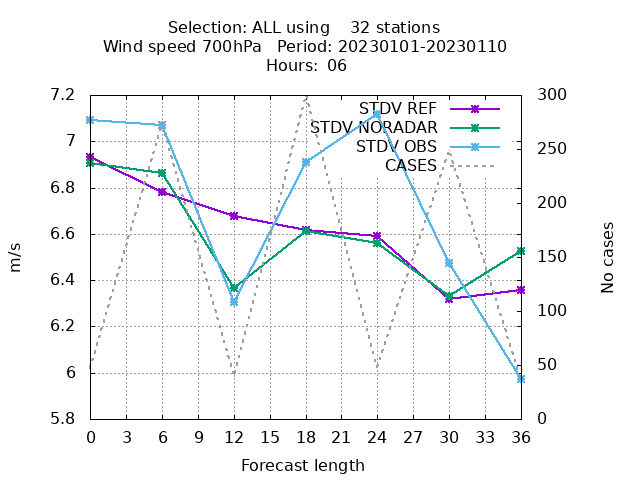 Selection: ALL using    32 stations
Wind speed 700hPa   Period: 20230101-20230110
Hours:  06
7.2
7
6.8
6.6
6.4
6.2
6
5.8
m/s
STDV REF
STDV NORADAR
STDV OBS
CASES
300
250
200
150
100
50
0
No cases
0 3 6 9 12 15 18 21 24 27 30 33 36
Forecast length